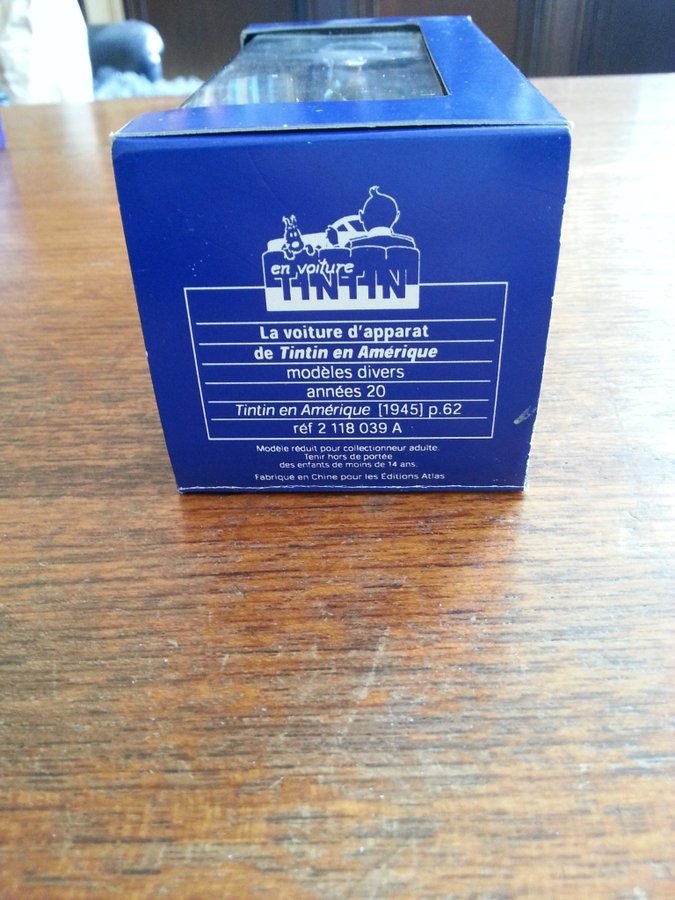 en voiture
TINTIN
La voiture d'apparat
de Tintin en Amérique
modèles divers
années 20
Tintin en Amérique [1945] p.62
réf 2 118 039 A
Modèle réduit pour collectionneur adulte.
Tenir hors de portée
des enfants de moins de 14 ans.
Fabriqué en Chine pour les Éditions Atlas